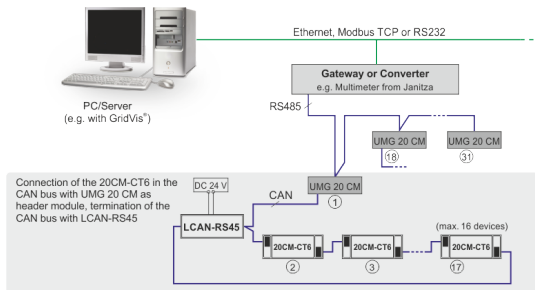 Ethernet, Modbus TCP or RS232
Gateway or Converter
e.g. Multimeter from Janitza
PC/Server
(e.g. with GridVis®)
RS485
UMG 20 CM
18
UMG 20 CM
31
Connection of the 20CM-CT6 in the
CAN bus with UMG 20 CM as
header module, termination of the
CAN bus with LCAN-RS45
DC 24 V
CAN
UMG 20 CM
1
LCAN-RS45
(max. 16 devices)
20CM-CT6
2
20CM-CT6
3
20CM-CT6
17